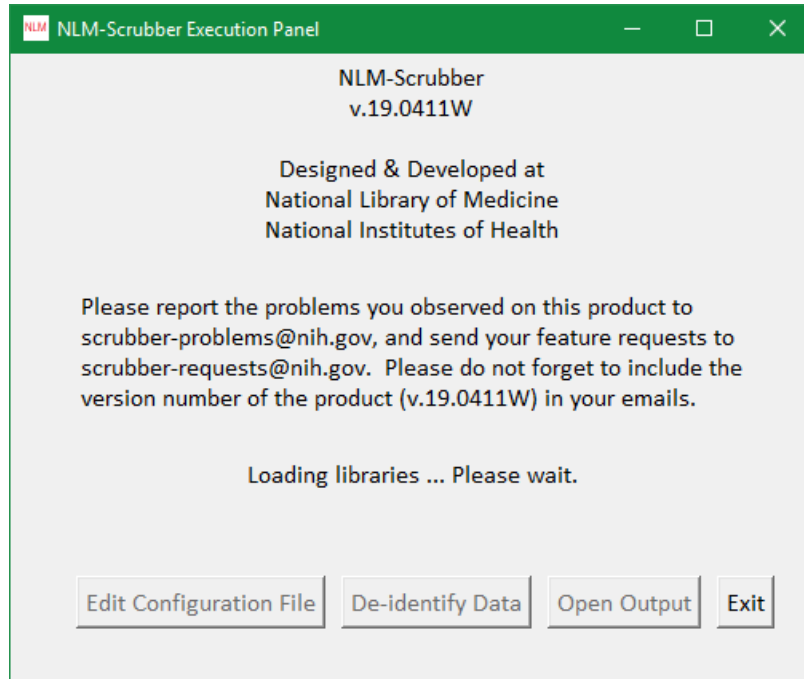 NLM NLM-Scrubber Execution Panel
NLM-Scrubber
v.19.0411W
Designed & Developed at
National Library of Medicine
National Institutes of Health
Please report the problems you observed on this product to
scrubber-problems@nih.gov, and send your feature requests to
scrubber-requests@nih.gov.  Please do not forget to include the
version number of the product (v.19.0411W) in your emails.
Loading libraries ... Please wait.
Edit Configuration File De-identify Data Open Output Exit